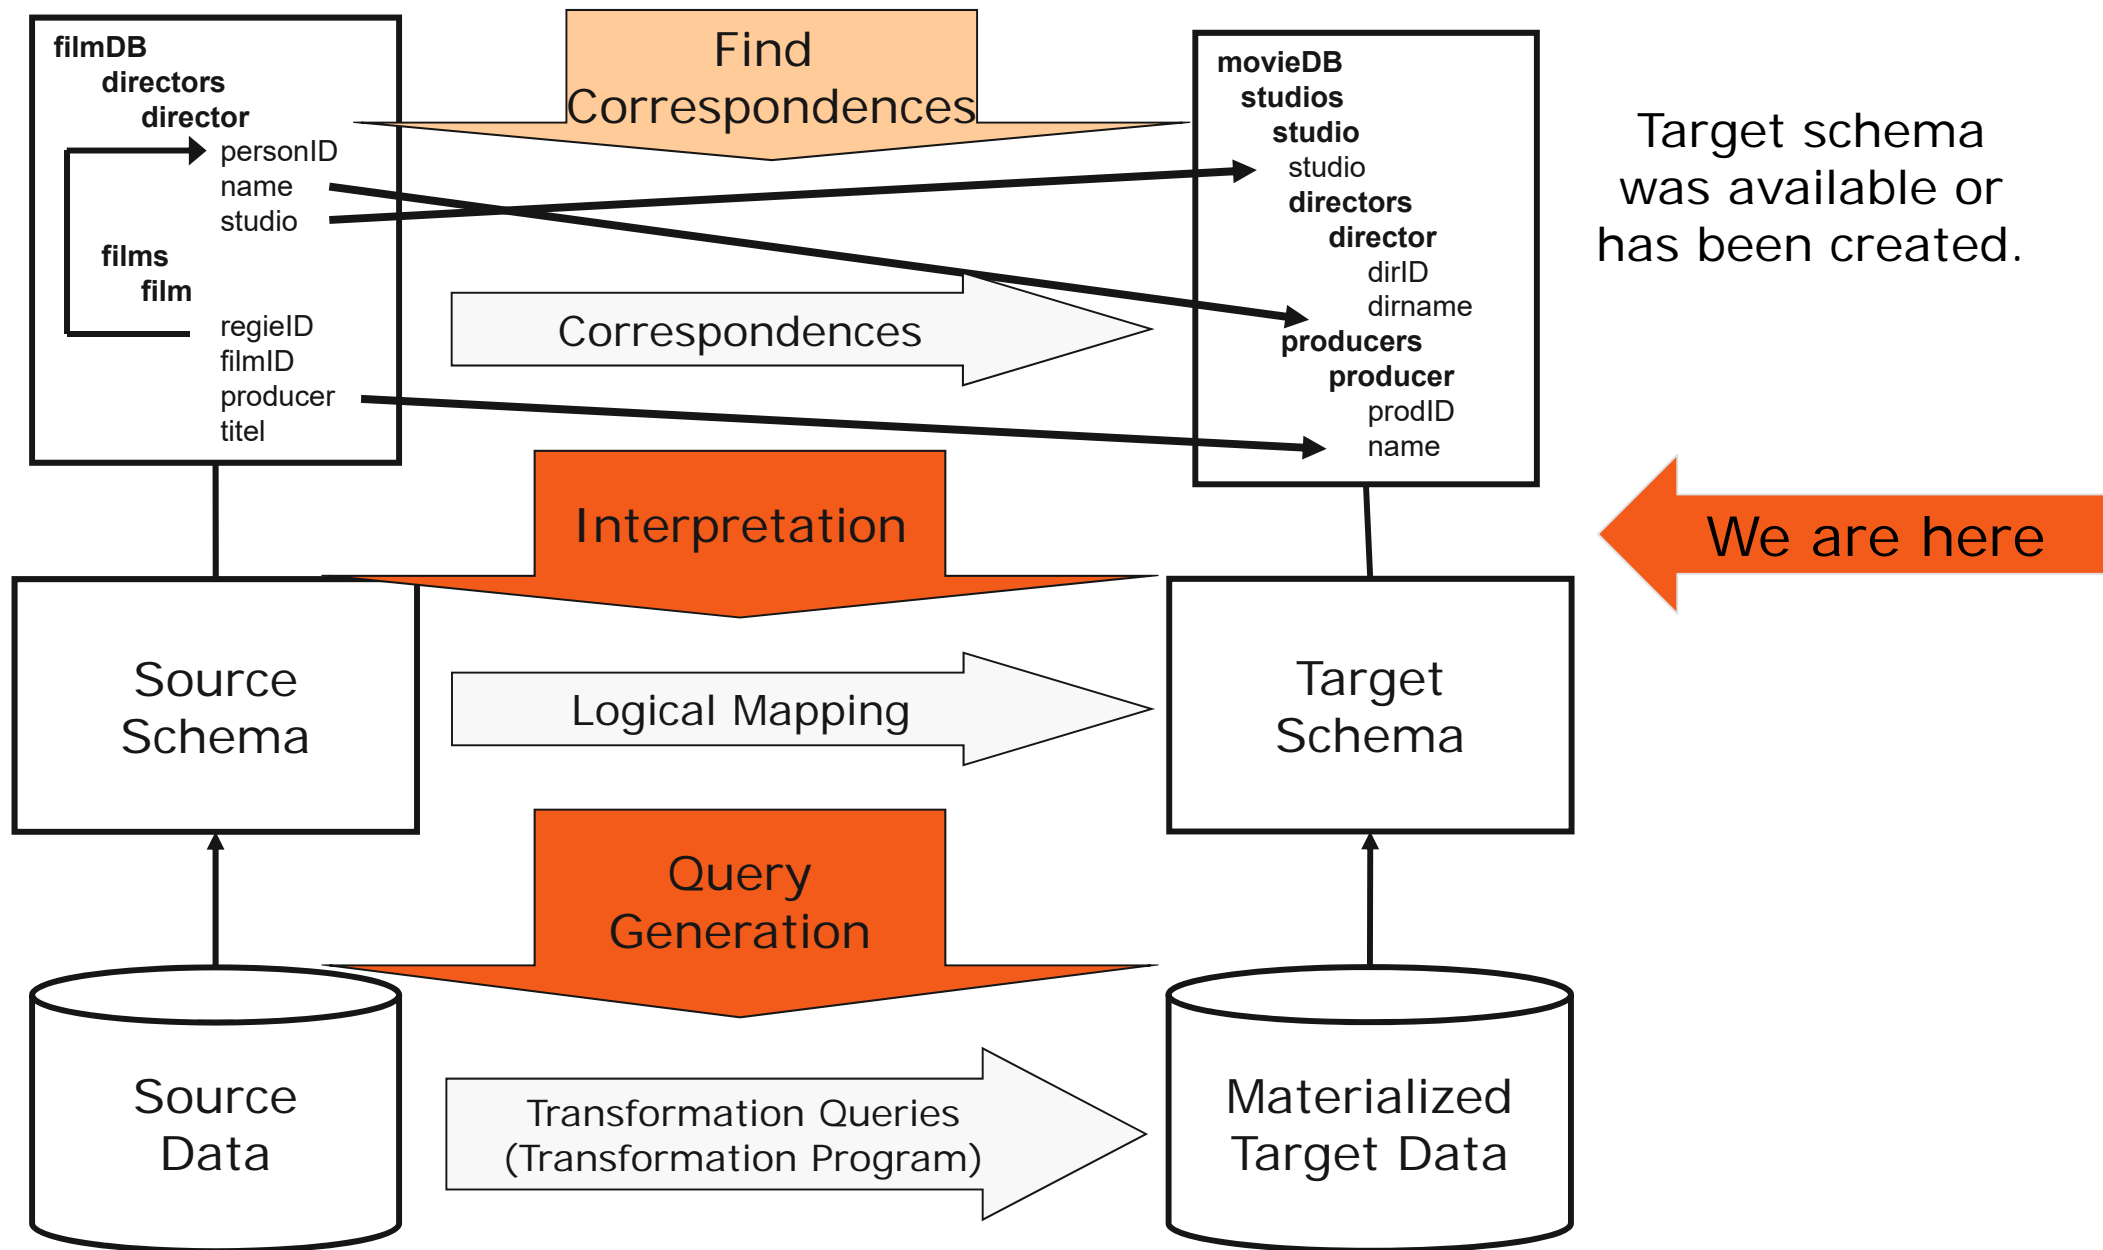 filmDB
directors
director
personID
name
studio
films
film
regieID
filmID
producer
titel
Find
Correspondences
movieDB
studios
studio
studio
directors
director
dirID
dirname
producers
producer
prodID
name
Target schema
was available or
has been created.
Correspondences
Interpretation
We are here
Source
Schema
Logical Mapping
Target
Schema
Query
Generation
Source
Data
Transformation Queries
(Transformation Program)
Materialized
Target Data